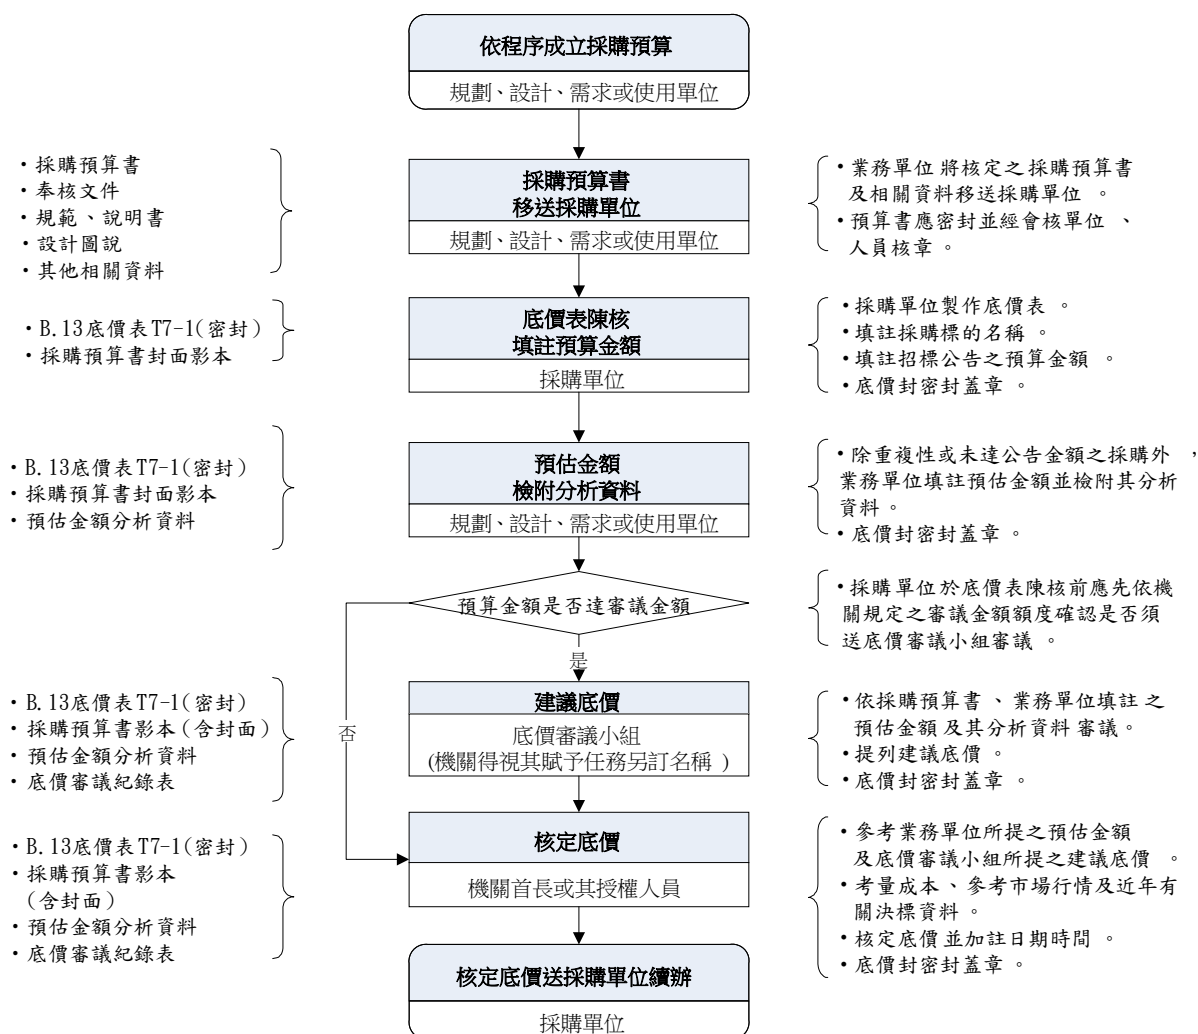 依程序成立採購預算
規劃、設計、需求或使用單位
・採購預算書
・奉核文件
・規範、說明書
・設計圖說
・其他相關資料
採購預算書
移送採購單位
規劃、設計、需求或使用單位
・業務單位將核定之採購預算書
及相關資料移送採購單位。
・預算書應密封並經會核單位、
人員核章。
・B.13底價表T7-1(密封)
・採購預算書封面影本
底價表陳核
填註預算金額
採購單位
・採購單位製作底價表。
・填註採購標的名稱。
・填註招標公告之預算金額。
・底價封密封蓋章。
・B.13底價表T7-1(密封)
・採購預算書封面影本
・預估金額分析資料
預估金額
檢附分析資料
規劃、設計、需求或使用單位
・除重複性或未達公告金額之採購外，
業務單位填註預估金額並檢附其分析
資料。
・底價封密封蓋章。
預算金額是否達審議金額
・採購單位於底價表陳核前應先依機
關規定之審議金額額度確認是否須
送底價審議小組審議。
是
否
・B.13底價表T7-1(密封)
・採購預算書影本(含封面)
・預估金額分析資料
・底價審議紀錄表
建議底價
底價審議小組
(機關得視其賦予任務另訂名稱)
・依採購預算書、業務單位填註之
預估金額及其分析資料審議。
・提列建議底價。
・底價封密封蓋章。
・B.13底價表T7-1(密封)
・採購預算書影本
(含封面)
・預估金額分析資料
・底價審議紀錄表
核定底價
機關首長或其授權人員
・參考業務單位所提之預估金額
及底價審議小組所提之建議底價。
・考量成本、參考市場行情及近年有
關決標資料。
・核定底價並加註日期時間。
・底價封密封蓋章。
核定底價送採購單位續辦
採購單位